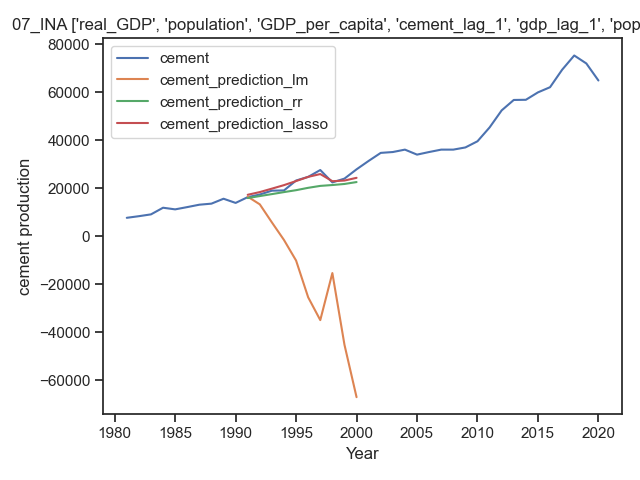 07_INA ['real_GDP', 'population', 'GDP_per_capita', 'cement_lag_1', 'gdp_lag_1', 'pop
80000
60000
40000
20000
0
−20000
−40000
−60000
cement production
cement
cement_prediction_lm
cement_prediction_rr
cement_prediction_lasso
1980 1985 1990 1995 2000 2005 2010 2015 2020
Year